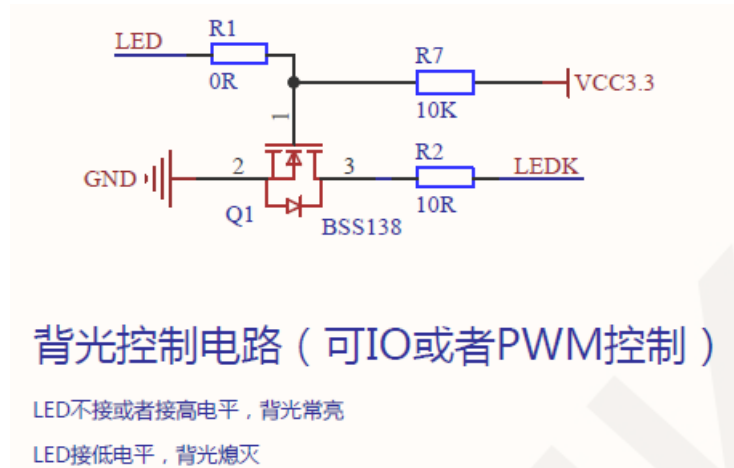 LED
R1
0R
R7
10K
VCC3.3
1
GND
2
3
Q1
BSS138
R2
10R
LEDK
背光控制电路（可IO或者PWM控制）
LED不接或者接高电平，背光常亮
LED接低电平，背光熄灭